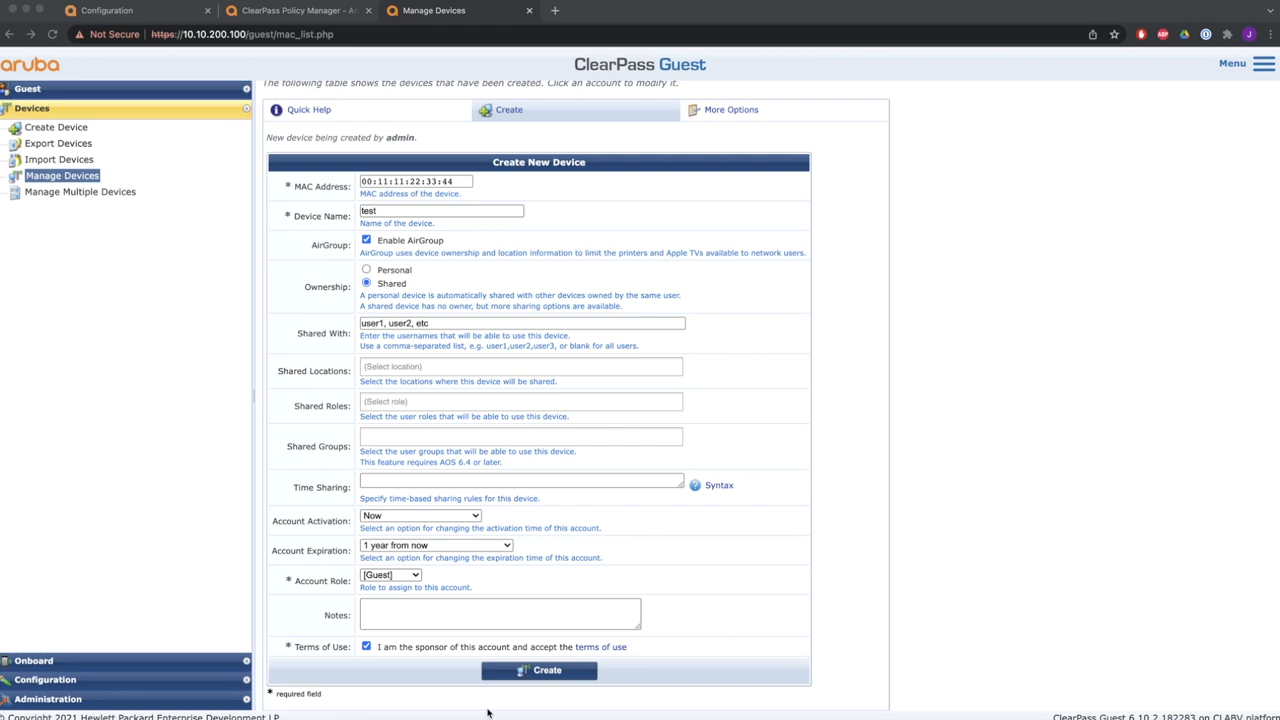 Configuration
ClearPass Policy Manager - Aru
Manage Devices
Not Secure
https://10.10.200.100/guest/mac_list.php
ABP
J
aruba
ClearPass Guest
Menu
Guest
Devices
Create Device
Export Devices
Import Devices
Manage Devices
Manage Multiple Devices
Onboard
Configuration
Administration
The following table shows the devices that have been created. Click an account to modify it.
Quick Help
Create
More Options
New device being created by admin.
Create New Device
* MAC Address: 00:11:11:22:33:44
MAC address of the device.
* Device Name: test
Name of the device.
AirGroup: Enable AirGroup
AirGroup uses device ownership and location information to limit the printers and Apple TVs available to network users.
Personal
Ownership: Shared
A personal device is automatically shared with other devices owned by the same user.
A shared device has no owner, but more sharing options are available.
Shared With: user1, user2, etc
Enter the usernames that will be able to use this device.
Use a comma-separated list, e.g. user1,user2,user3, or blank for all users.
Shared Locations: (Select location)
Select the locations where this device will be shared.
Shared Roles: (Select role)
Select the user roles that will be able to use this device.
Shared Groups:
Select the user groups that will be able to use this device.
This feature requires AOS 6.4 or later.
Time Sharing: Syntax
Specify time-based sharing rules for this device.
Account Activation: Now
Select an option for changing the activation time of this account.
Account Expiration: 1 year from now
Select an option for changing the expiration time of this account.
* Account Role: [Guest]
Role to assign to this account.
Notes:
* Terms of Use: I am the sponsor of this account and accept the terms of use
Create
* required field
© Copyright 2021 Hewlett Packard Enterprise Development LP
ClearPass Guest 6.10.2.182283 on CLABV platform